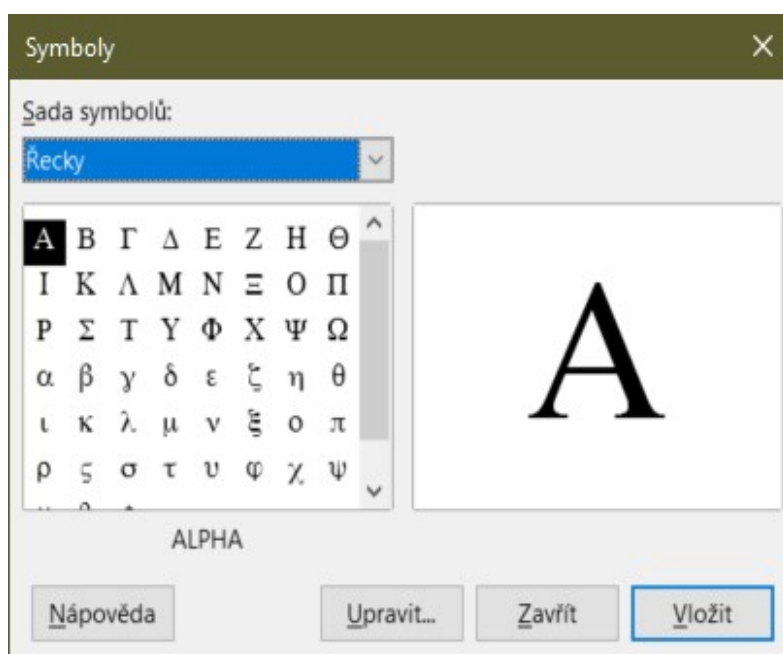 Symboly
Sada symbolů:
Řecky
Α Β Γ Δ Ε Ζ Η Θ
Ι Κ Λ Μ Ν Ξ Ο Π
Ρ Σ Τ Υ Φ Χ Ψ Ω
α β γ δ ε ζ η θ
ι κ λ μ ν ξ ο π
ρ ς σ τ υ φ χ ψ
Α
ALPHA
Nápověda
Upravit...
Zavřít
Vložit